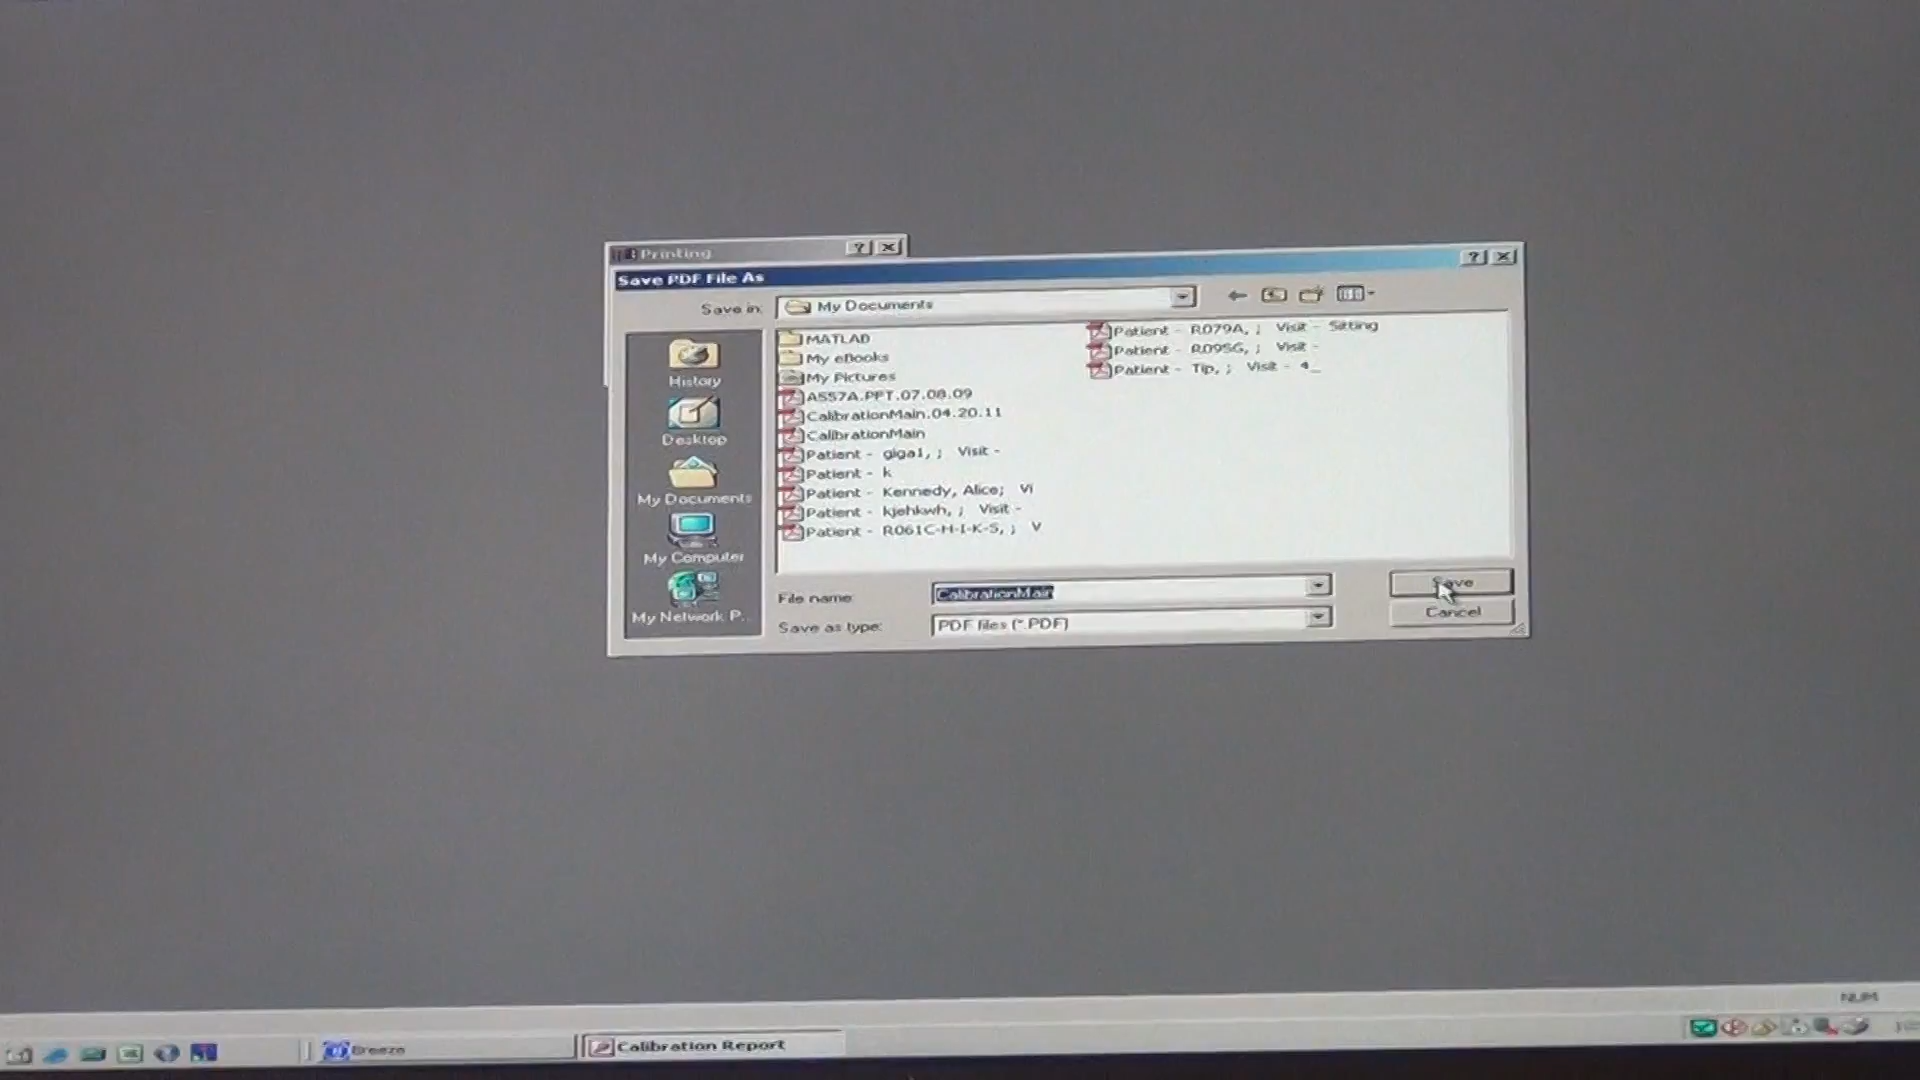 Printing
Save PDF File As
Save in: My Documents
History
Desktop
My Documents
My Computer
My Network P...
MATLAB
My eBooks
My Pictures
A557A.PPT.07.08.09
CalibrationMain.04.20.11
CalibrationMain
Patient - giga1, ; Visit -
Patient - k
Patient - Kennedy, Alice; Vi
Patient - kjehkwh, ; Visit -
Patient - R061C-H-I-K-S, ; V
Patient - R079A, ; Visit - Sitting
Patient - R095G, ; Visit -
Patient - Tip, ; Visit - 4_
File name: CalibrationMain
Save
Save as type: PDF files (*.PDF)
Cancel
NUM
Breeze
Calibration Report